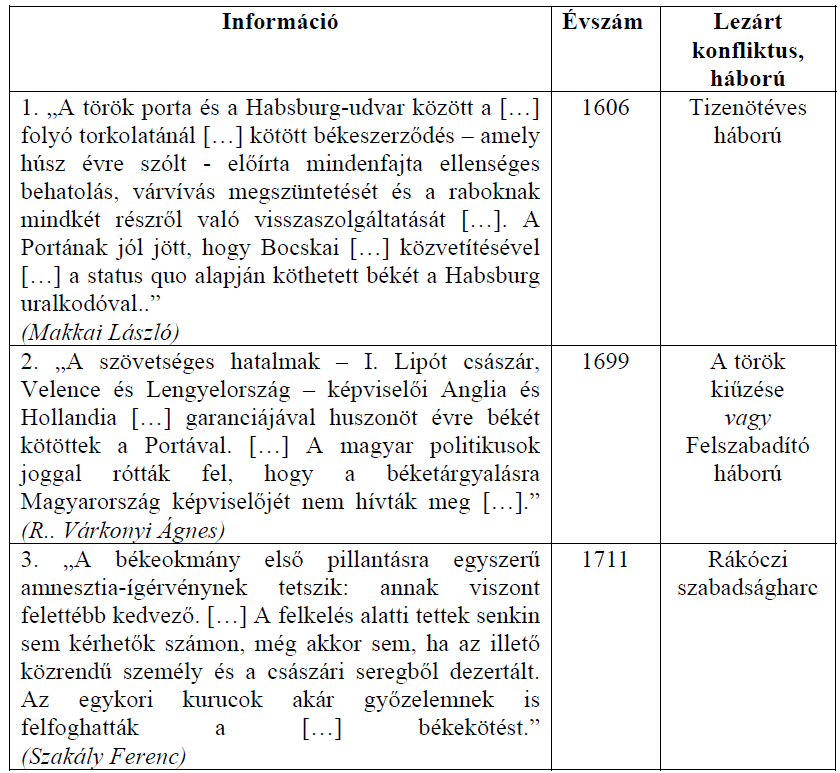 Információ
Évszám
Lezárt
konfliktus,
háború
1. „A török porta és a Habsburg-udvar között a […]
folyó torkolatánál […] kötött békeszerződés – amely
húsz évre szólt - előírta mindenfajta ellenséges
behatolás, várvívás megszüntetését és a raboknak
mindkét részről való visszaszolgáltatását […]. A
Portának jól jött, hogy Bocskai […] közvetítésével
[…] a status quo alapján köthetett békét a Habsburg
uralkodóval..”
(Makkai László)
1606
Tizenötéves
háború
2. „A szövetséges hatalmak – I. Lipót császár,
Velence és Lengyelország – képviselői Anglia és
Hollandia […] garanciájával huszonöt évre békét
kötöttek a Portával. […] A magyar politikusok
joggal rótták fel, hogy a béketárgyalásra
Magyarország képviselőjét nem hívták meg […].”
(R.. Várkonyi Ágnes)
1699
A török
kiűzése
vagy
Felszabadító
háború
3. „A békeokmány első pillantásra egyszerű
amnesztia-ígérvénynek tetszik: annak viszont
felettébb kedvező. […] A felkelés alatti tettek senkin
sem kérhetők számon, még akkor sem, ha az illető
közrendű személy és a császári seregből dezertált.
Az egykori kurucok akár győzelemnek is
felfoghatták a […] békekötést.”
(Szakály Ferenc)
1711
Rákóczi
szabadságharc